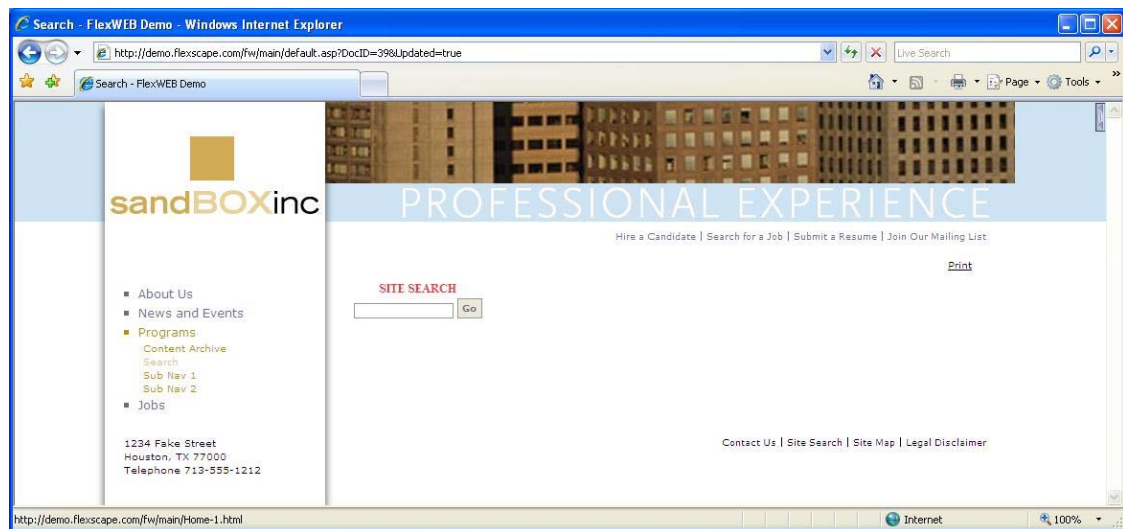 Search - FlexWEB Demo - Windows Internet Explorer
http://demo.flexscape.com/fw/main/default.asp?DocID=39&Updated=true
Live Search
Search - FlexWEB Demo
Page
Tools
sandBOXinc
PROFESSIONAL EXPERIENCE
Hire a Candidate | Search for a Job | Submit a Resume | Join Our Mailing List
Print
SITE SEARCH
Go
About Us
News and Events
Programs
Content Archive
Search
Sub Nav 1
Sub Nav 2
Jobs
1234 Fake Street
Houston, TX 77000
Telephone 713-555-1212
Contact Us | Site Search | Site Map | Legal Disclaimer
http://demo.flexscape.com/fw/main/Home-1.html
Internet
100%